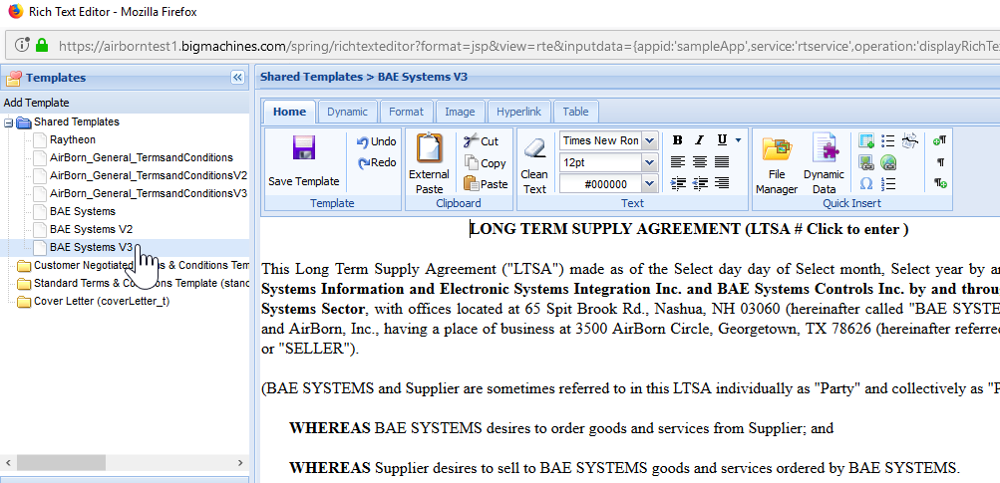 Rich Text Editor - Mozilla Firefox
https://airborntest1.bigmachines.com/spring/richtexteditor?format=jsp&view=rte&inputdata={appid:'sampleApp',service:'rtservice',operation:'displayRichTe
Templates
Add Template
Shared Templates
Raytheon
AirBorn_General_TermsandConditions
AirBorn_General_TermsandConditionsV2
AirBorn_General_TermsandConditionsV3
BAE Systems
BAE Systems V2
BAE Systems V3
Customer Negotiated & Conditions Tem
Standard Terms & Conditions Template (stand
Cover Letter (coverLetter_t)
Shared Templates > BAE Systems V3
Home Dynamic Format Image Hyperlink Table
Save Template
Undo
Redo
Template
External Paste
Cut
Copy
Paste
Clipboard
Clean Text
Times New Ron
12pt
#000000
B I U
Text
File Manager
Dynamic Data
Quick Insert
LONG TERM SUPPLY AGREEMENT (LTSA # Click to enter )
This Long Term Supply Agreement ("LTSA") made as of the Select day day of Select month, Select year by a
Systems Information and Electronic Systems Integration Inc. and BAE Systems Controls Inc. by and throu
Systems Sector, with offices located at 65 Spit Brook Rd., Nashua, NH 03060 (hereinafter called "BAE SYSTE
and AirBorn, Inc., having a place of business at 3500 AirBorn Circle, Georgetown, TX 78626 (hereinafter referre
or "SELLER").
(BAE SYSTEMS and Supplier are sometimes referred to in this LTSA individually as "Party" and collectively as "P
WHEREAS BAE SYSTEMS desires to order goods and services from Supplier; and
WHEREAS Supplier desires to sell to BAE SYSTEMS goods and services ordered by BAE SYSTEMS.